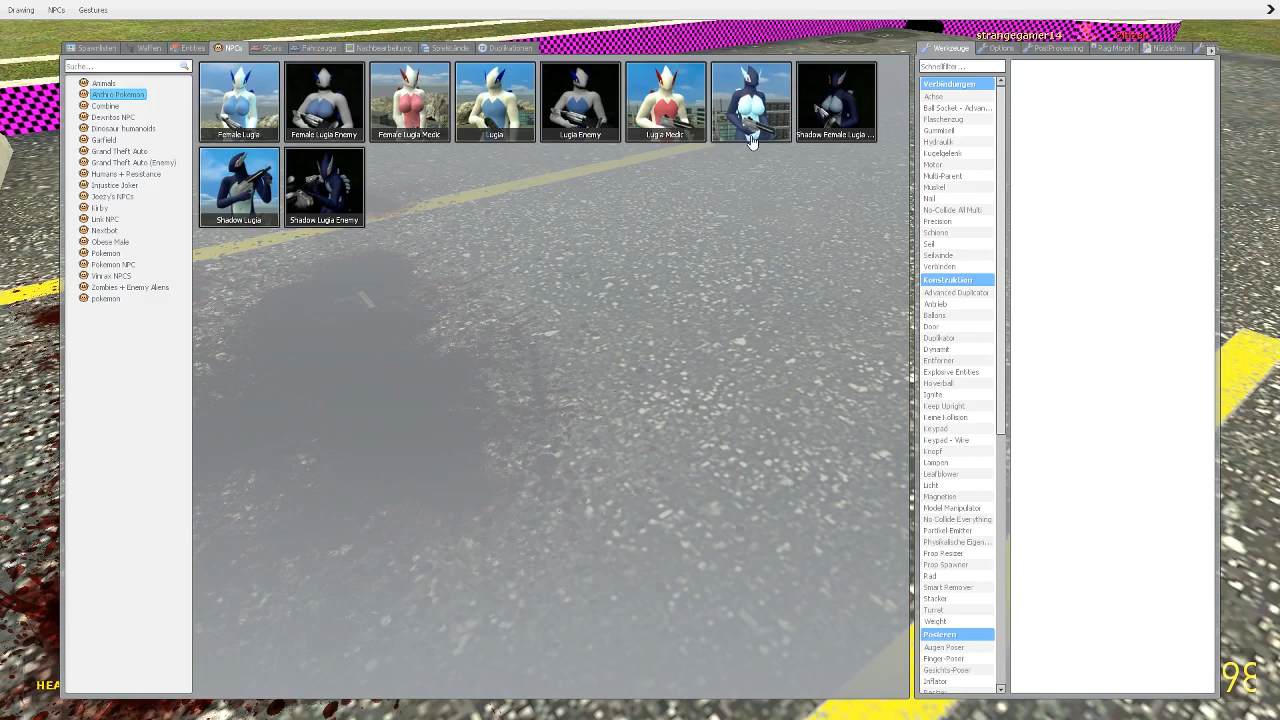 Drawing NPCs Gestures
strangegamer14
Spawnlisten Waffen Entities NPCs SCars Fahrzeuge Nachbearbeitung Spielstände Duplikationen
Werkzeuge Options PostProcessing Rag Morph Nützliches
Suche...
Animals
Anthro Pokemon
Combine
Dewritos NPC
Dinosaur humanoids
Garfield
Grand Theft Auto
Grand Theft Auto (Enemy)
Humans + Resistance
Injustice Joker
Jeezy's NPCs
Kirby
Link NPC
Nextbot
Obese Male
Pokemon
Pokemon NPC
Vinrax NPCS
Zombies + Enemy Aliens
pokemon
Female Lugia
Female Lugia Enemy
Female Lugia Medic
Lugia
Lugia Enemy
Lugia Medic
Shadow Female Lugia ...
Shadow Lugia
Shadow Lugia Enemy
Schnellfilter...
Verbindungen
Achse
Ball Socket - Advan...
Flaschenzug
Gummiseil
Hydraulik
Kugelgelenk
Motor
Multi-Parent
Muskel
Nail
No-Collide All Multi
Precision
Schiene
Seil
Seilwinde
Verbinden
Konstruktion
Advanced Duplicator
Antrieb
Ballons
Door
Duplikator
Dynamit
Entferner
Explosive Entities
Hoverball
Ignite
Keep Upright
Keine Kollision
Keypad
Keypad - Wire
Knopf
Lampen
Leafblower
Licht
Magnetise
Model Manipulator
No Collide Everything
Partikel-Emitter
Physikalische Eigen...
Prop Resizer
Prop Spawner
Rad
Smart Remover
Stacker
Turret
Weight
Posieren
Augen Poser
Finger-Poser
Gesichts-Poser
Inflator
HEA
98